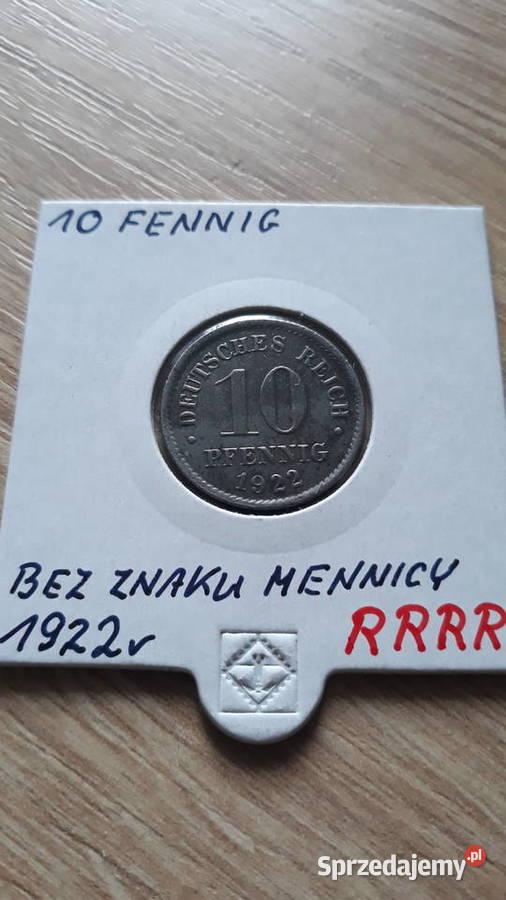 10 FENNIG
DEUTSCHES REICH
10
PFENNIG
1922
BEZ ZNAKU MENNICY
1922r RRRR
Sprzedajemy.pl